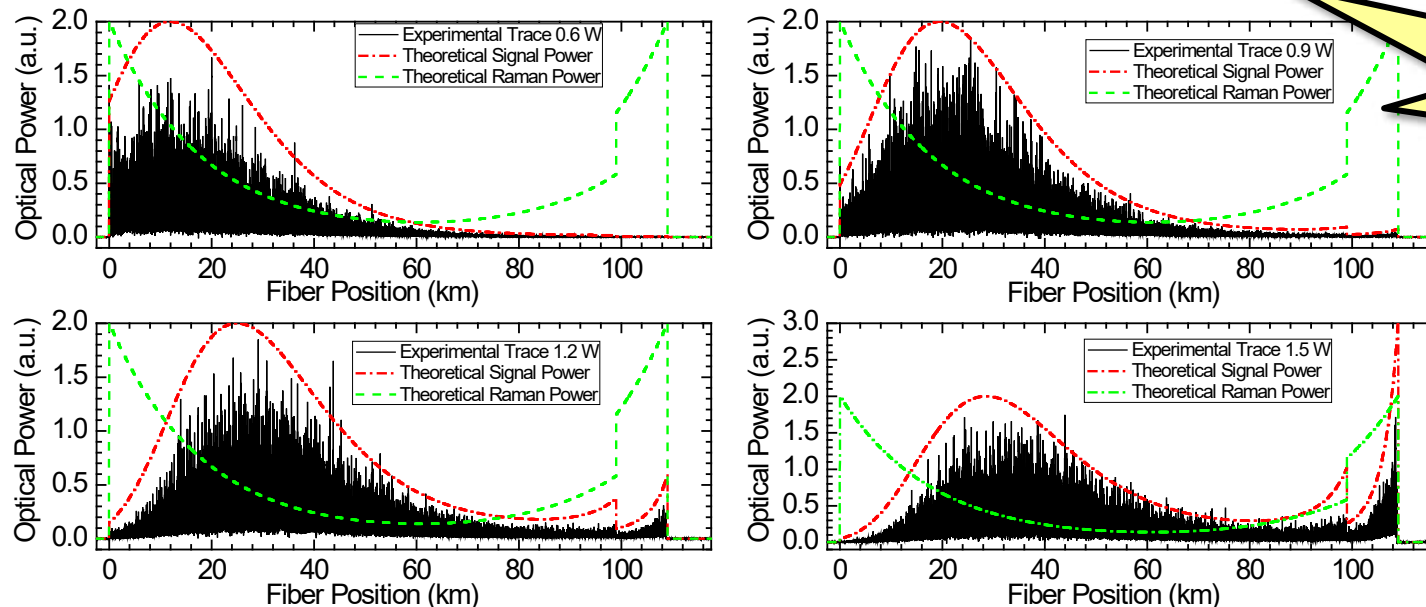 Optical Power (a.u.)
2.0
1.5
1.0
0.5
0.0
Experimental Trace 0.6 W
Theoretical Signal Power
Theoretical Raman Power
0 20 40 60 80 100
Fiber Position (km)
Optical Power (a.u.)
2.0
1.5
1.0
0.5
0.0
Experimental Trace 0.9 W
Theoretical Signal Power
Theoretical Raman Power
0 20 40 60 80 100
Fiber Position (km)
Optical Power (a.u.)
2.0
1.5
1.0
0.5
0.0
Experimental Trace 1.2 W
Theoretical Signal Power
Theoretical Raman Power
0 20 40 60 80 100
Fiber Position (km)
Optical Power (a.u.)
3.0
2.5
2.0
1.5
1.0
0.5
0.0
Experimental Trace 1.5 W
Theoretical Signal Power
Theoretical Raman Power
0 20 40 60 80 100
Fiber Position (km)